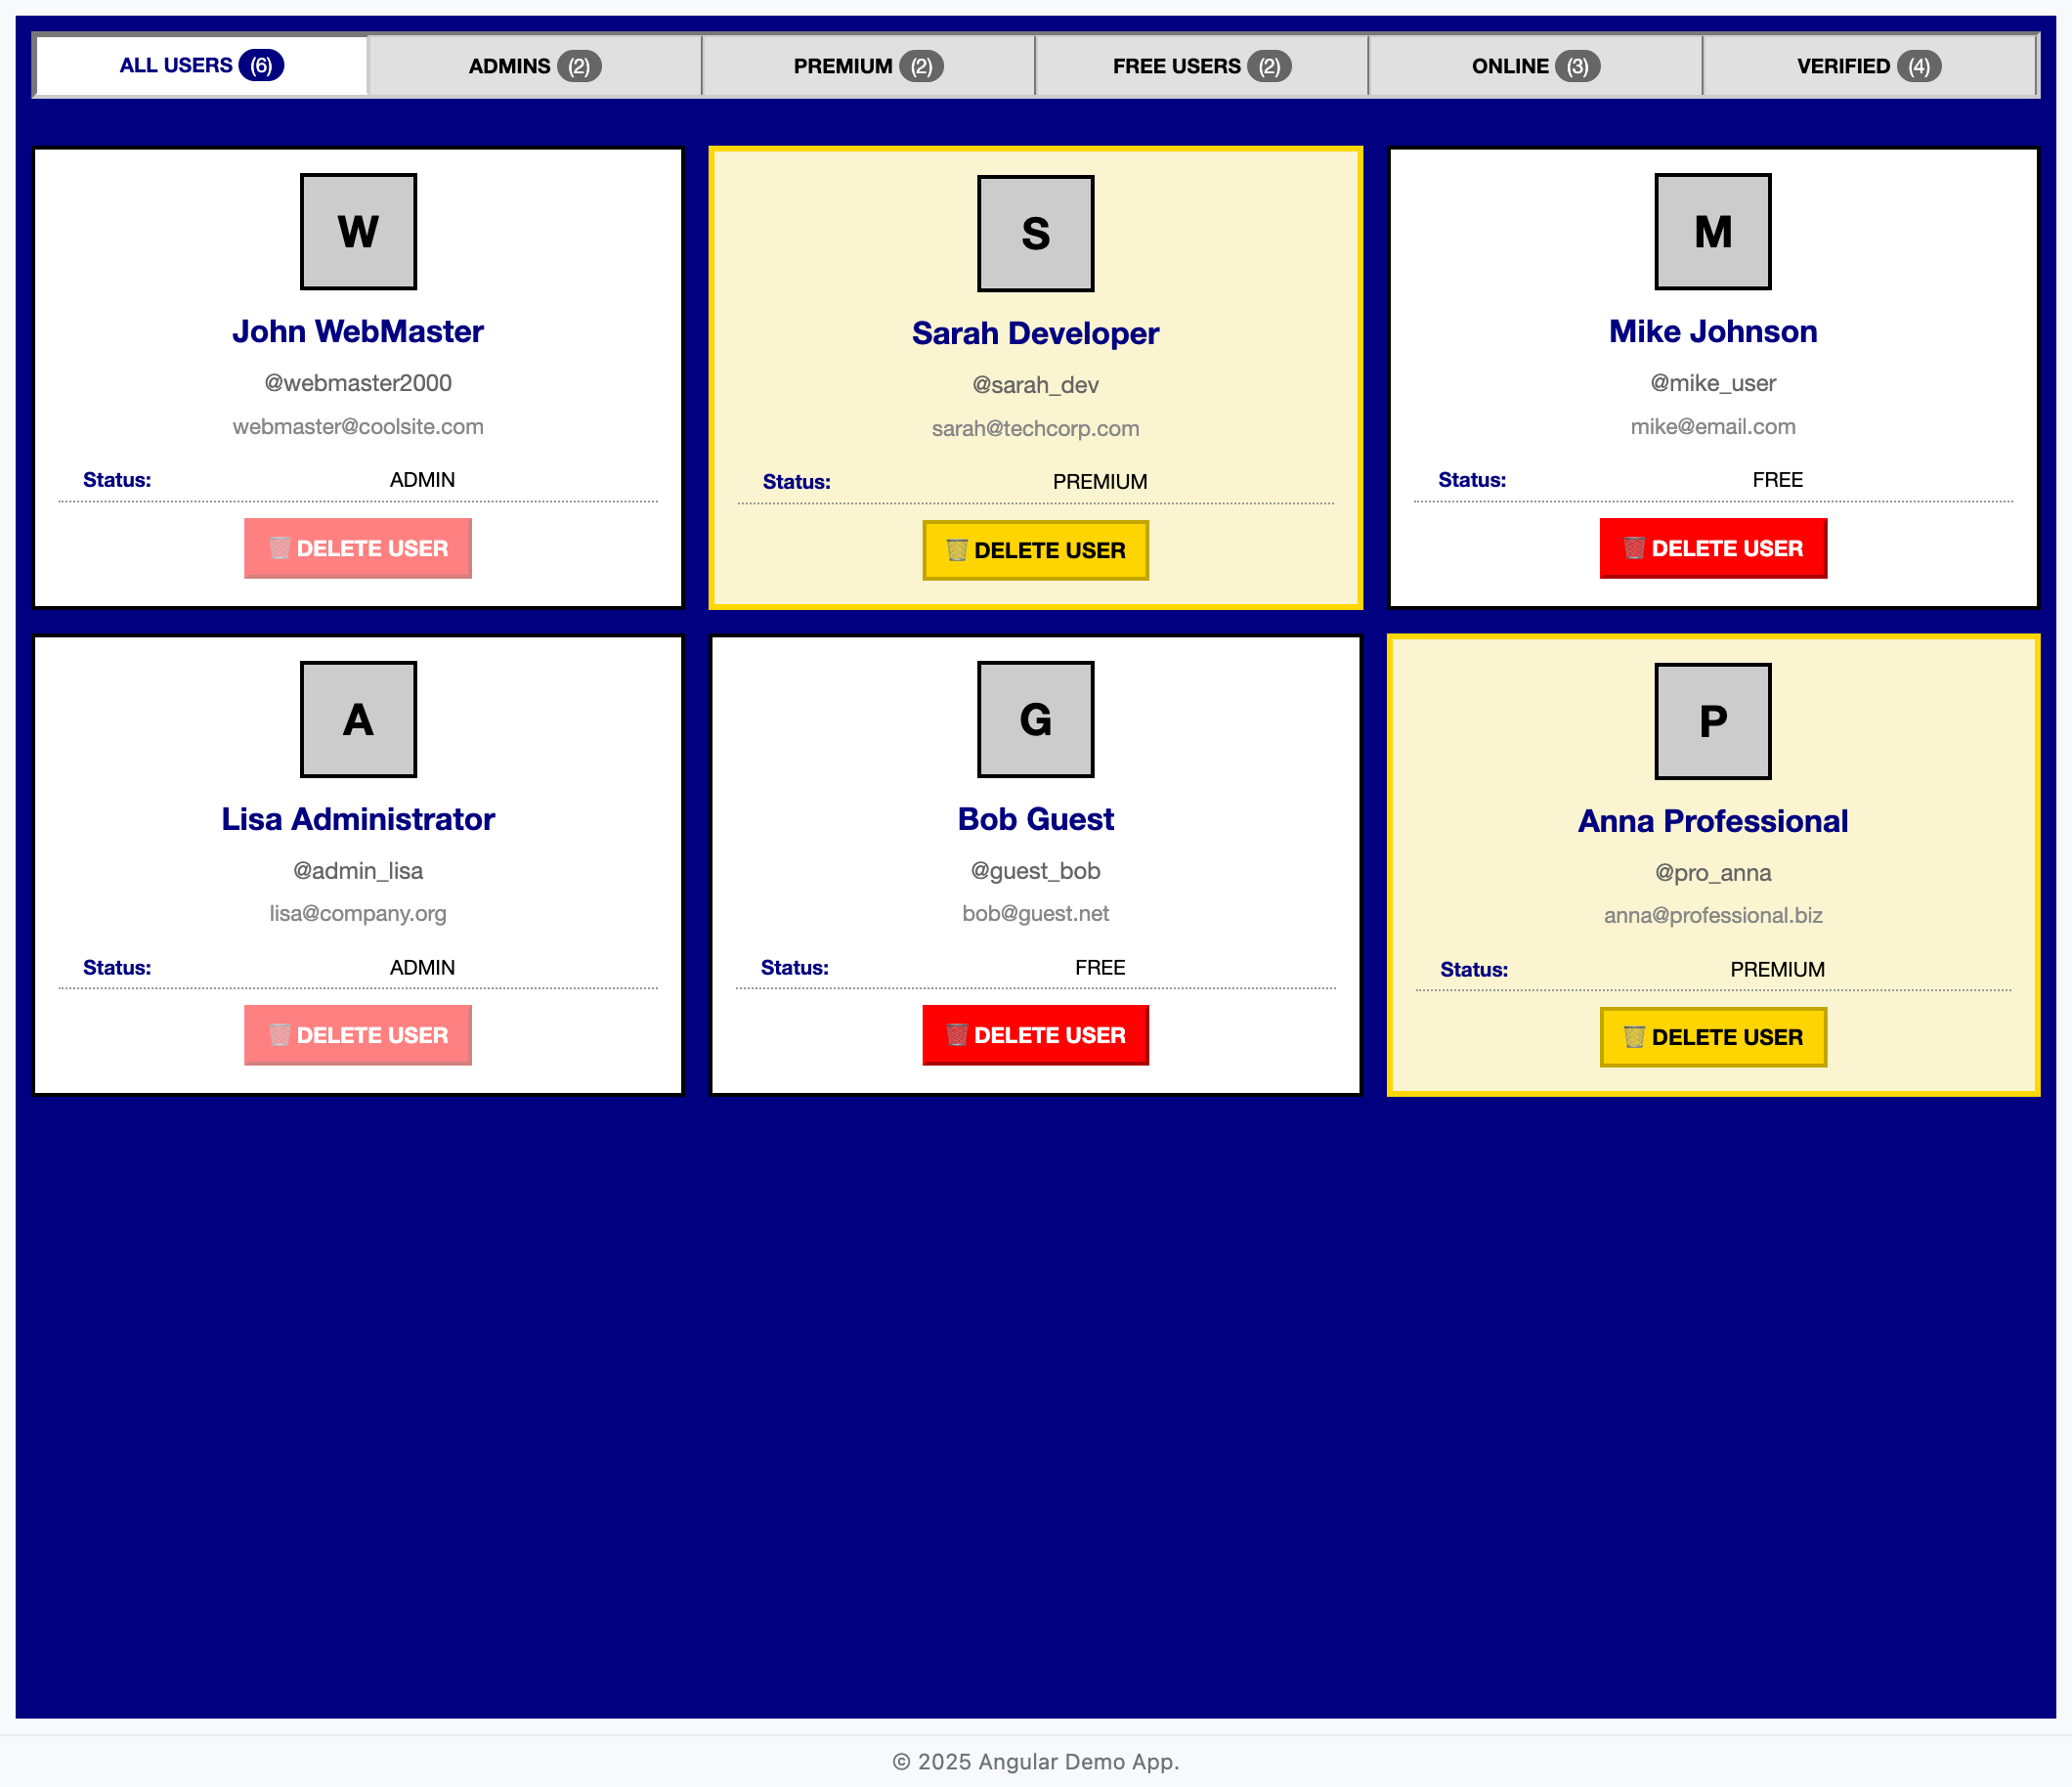 ALL USERS (6) ADMINS (2) PREMIUM (2) FREE USERS (2) ONLINE (3) VERIFIED (4)
W
John WebMaster
@webmaster2000
webmaster@coolsite.com
Status: ADMIN
🗑️ DELETE USER
S
Sarah Developer
@sarah_dev
sarah@techcorp.com
Status: PREMIUM
🗑️ DELETE USER
M
Mike Johnson
@mike_user
mike@email.com
Status: FREE
🗑️ DELETE USER
A
Lisa Administrator
@admin_lisa
lisa@company.org
Status: ADMIN
🗑️ DELETE USER
G
Bob Guest
@guest_bob
bob@guest.net
Status: FREE
🗑️ DELETE USER
P
Anna Professional
@pro_anna
anna@professional.biz
Status: PREMIUM
🗑️ DELETE USER
© 2025 Angular Demo App.